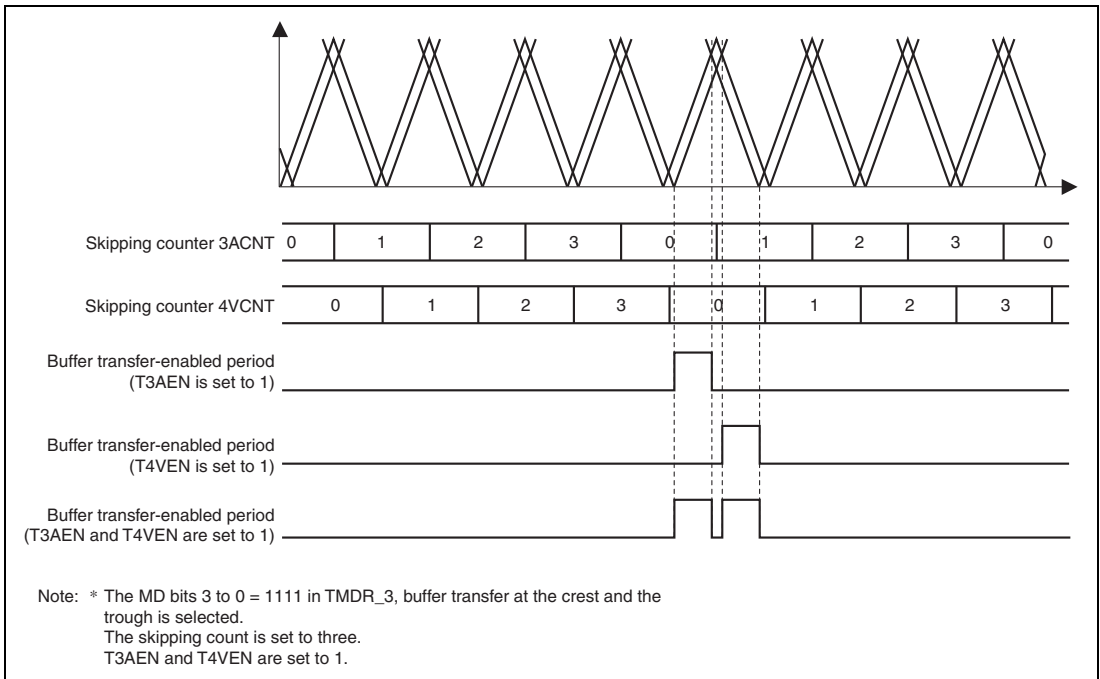 Skipping counter 3ACNT 0 1 2 3 0 1 2 3 0
Skipping counter 4VCNT 0 1 2 3 0 1 2 3
Buffer transfer-enabled period
(T3AEN is set to 1)
Buffer transfer-enabled period
(T4VEN is set to 1)
Buffer transfer-enabled period
(T3AEN and T4VEN are set to 1)
Note: * The MD bits 3 to 0 = 1111 in TMDR_3, buffer transfer at the crest and the
trough is selected.
The skipping count is set to three.
T3AEN and T4VEN are set to 1.